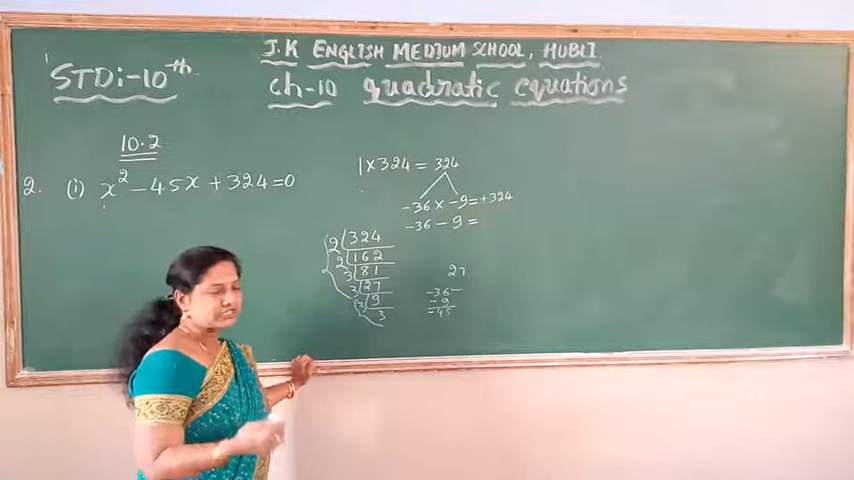 J.K ENGLISH MEDIUM SCHOOL, HUBLI
STDi-10th
ch-10 quadratic equations
10.2
2. (i) x² - 45x + 324 = 0
1 x 324 = 324
-36 x -9 = +324
-36 - 9 =
2 | 324
2 | 162
3 | 81
3 | 27
3 | 9
3
27
-36
-9
= 45